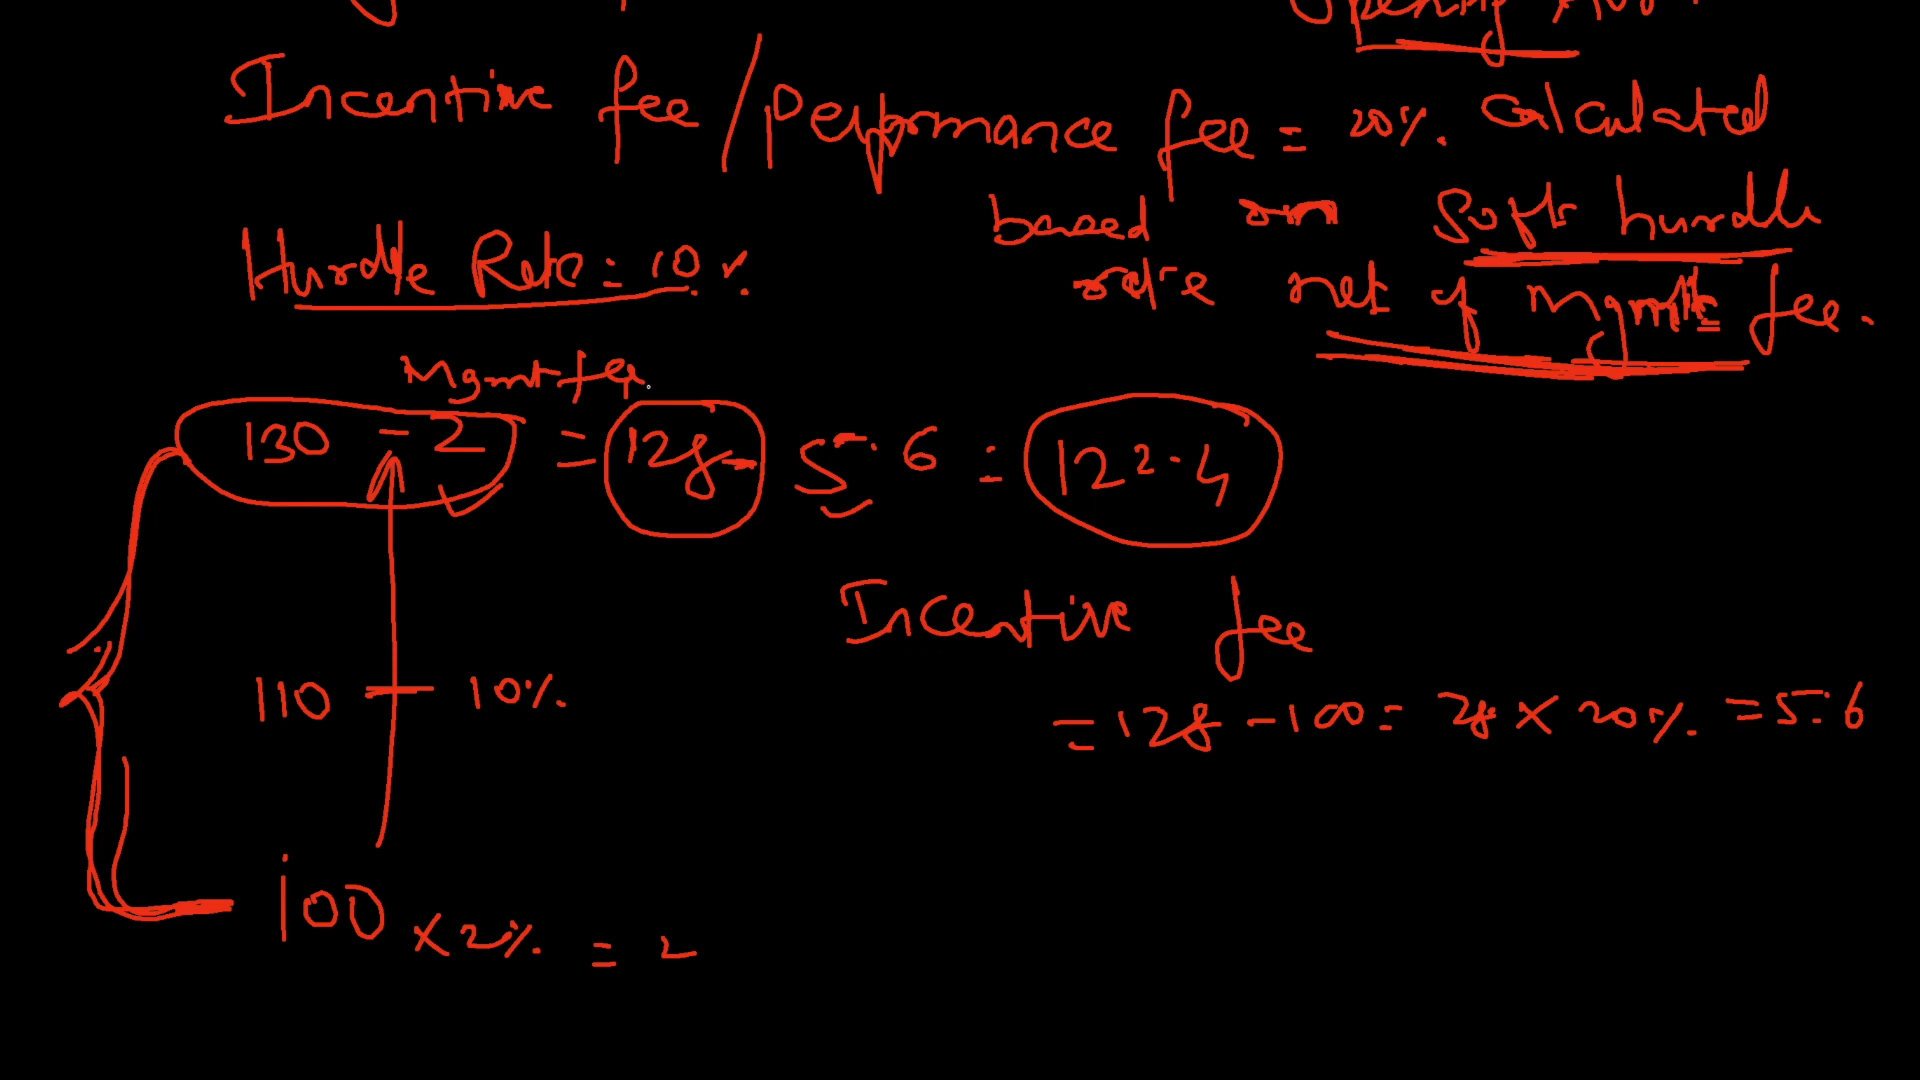 Incentive fee / Performance fee = 20%. Calculated
based on Soft hurdle
rate net of mgmt fee.
Hurdle Rate = 10%.
Mgmt fee
130 - 2 = 128 - 5.6 = 122.4
Incentive fee
110 10%.
= 128 - 100 = 28 × 20%. = 5.6
100 × 2%. = 2